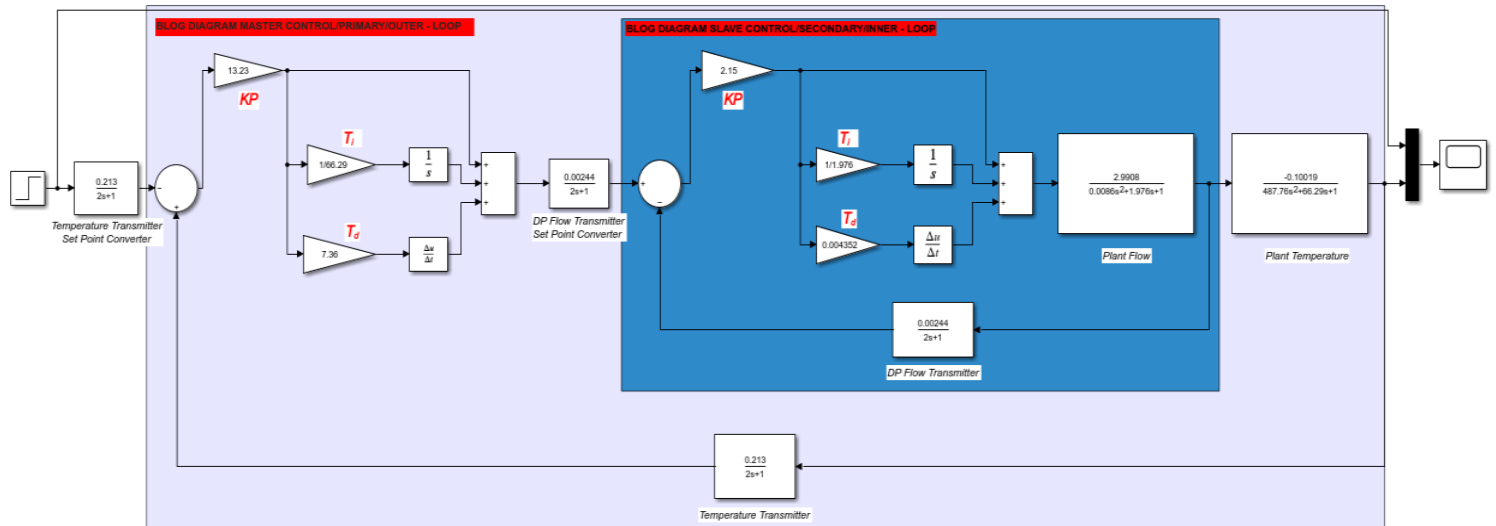 BLOG DIAGRAM MASTER CONTROL/PRIMARY/OUTER - LOOP
BLOG DIAGRAM SLAVE CONTROL/SECONDARY/INNER - LOOP
13.23
KP
2.15
KP
Ti
1/66.29
1
s
Ti
1/1.976
1
s
+
+
+
+
+
+
0.213
2s+1
Temperature Transmitter
Set Point Converter
−
+
0.00244
2s+1
DP Flow Transmitter
Set Point Converter
+
−
2.9908
0.0086s²+1.976s+1
Plant Flow
-0.10019
487.76s²+66.29s+1
Plant Temperature
Td
7.36
Δu
Δt
Td
0.004352
Δu
Δt
0.00244
2s+1
DP Flow Transmitter
0.213
2s+1
Temperature Transmitter